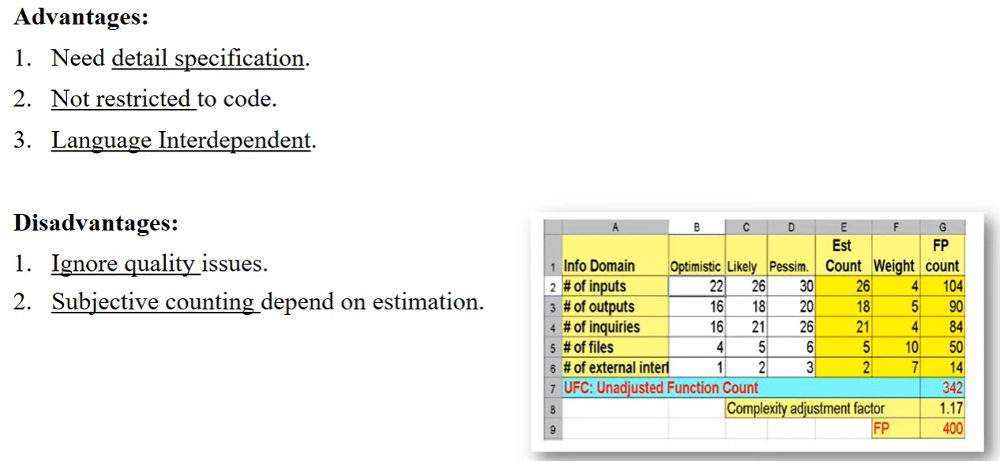 Advantages:
1. Need detail specification.
2. Not restricted to code.
3. Language Interdependent.
Disadvantages:
1. Ignore quality issues.
2. Subjective counting depend on estimation.
A B C D E F G
1 Info Domain Optimistic Likely Pessim. Est Count Weight FP count
2 # of inputs 22 26 30 26 4 104
3 # of outputs 16 18 20 18 5 90
4 # of inquiries 16 21 26 21 4 84
5 # of files 4 5 6 5 10 50
6 # of external interf 1 2 3 2 7 14
7 UFC: Unadjusted Function Count 342
8 Complexity adjustment factor 1.17
9 FP 400